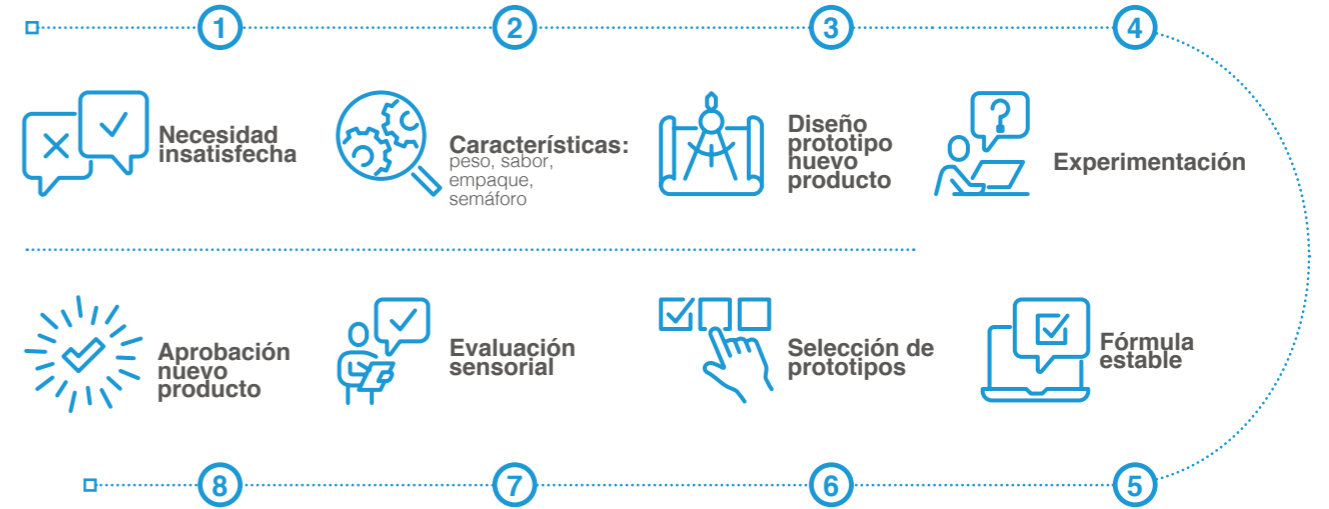 1
2
3
4
Necesidad
insatisfecha
Características:
peso, sabor,
empaque,
semáforo
Diseño
prototipo
nuevo
producto
?
Experimentación
Fórmula
estable
Selección de
prototipos
Evaluación
sensorial
Aprobación
nuevo
producto
5
6
7
8